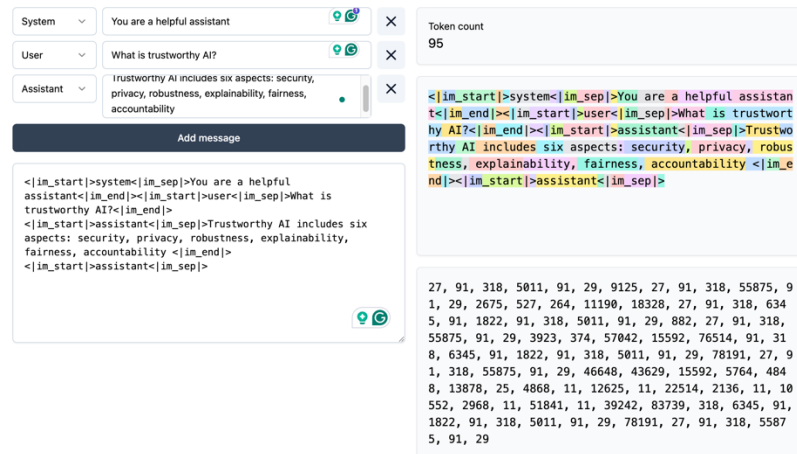 System
You are a helpful assistant
User
What is trustworthy AI?
Assistant
Trustworthy AI includes six aspects: security,
privacy, robustness, explainability, fairness,
accountability
Add message
<|im_start|>system<|im_sep|>You are a helpful
assistant<|im_end|><|im_start|>user<|im_sep|>What is
trustworthy AI?<|im_end|>
<|im_start|>assistant<|im_sep|>Trustworthy AI includes six
aspects: security, privacy, robustness, explainability,
fairness, accountability <|im_end|>
<|im_start|>assistant<|im_sep|>
Token count
95
<|im_start|>system<|im_sep|>You are a helpful assistan
t<|im_end|><|im_start|>user<|im_sep|>What is trustwort
hy AI?<|im_end|><|im_start|>assistant<|im_sep|>Trustwo
rthy AI includes six aspects: security, privacy, robus
tness, explainability, fairness, accountability <|im_e
nd|><|im_start|>assistant<|im_sep|>
27, 91, 318, 5011, 91, 29, 9125, 27, 91, 318, 55875, 9
1, 29, 2675, 527, 264, 11190, 18328, 27, 91, 318, 634
5, 91, 1822, 91, 318, 5011, 91, 29, 882, 27, 91, 318,
55875, 91, 29, 3923, 374, 57042, 15592, 76514, 91, 31
8, 6345, 91, 1822, 91, 318, 5011, 91, 29, 78191, 27, 9
1, 318, 55875, 91, 29, 46648, 43629, 15592, 5764, 484
8, 13878, 25, 4868, 11, 12625, 11, 22514, 2136, 11, 10
552, 2968, 11, 51841, 11, 39242, 83739, 318, 6345, 91,
1822, 91, 318, 5011, 91, 29, 78191, 27, 91, 318, 5587
5, 91, 29